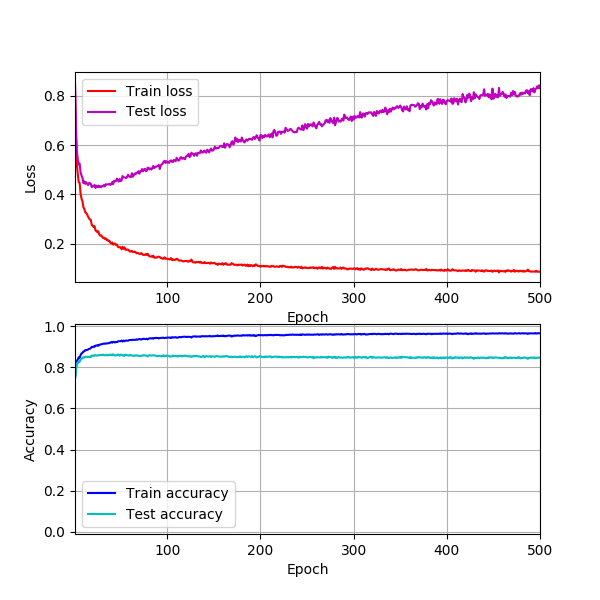 Train loss
Test loss
0.8
0.6
0.4
0.2
Loss
100 200 300 400 500
Epoch
1.0
0.8
0.6
0.4
0.2
0.0
Accuracy
Train accuracy
Test accuracy
100 200 300 400 500
Epoch